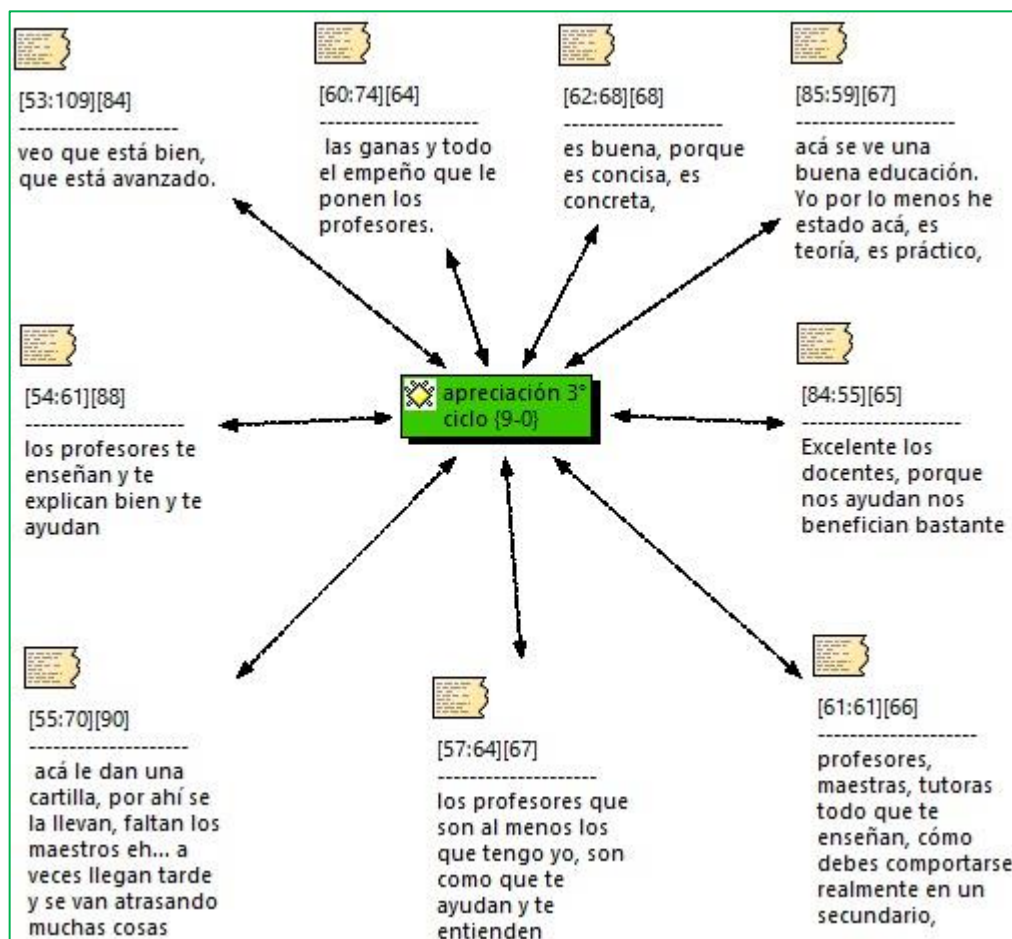 [53:109][84]
--------------------
veo que está bien,
que está avanzado.
[60:74][64]
--------------------
las ganas y todo
el empeño que le
ponen los
profesores.
[62:68][68]
--------------------
es buena, porque
es concisa, es
concreta,
[85:59][67]
--------------------
acá se ve una
buena educación.
Yo por lo menos he
estado acá, es
teoría, es práctico,
[54:61][88]
--------------------
los profesores te
enseñan y te
explican bien y te
ayudan
apreciación 3°
ciclo {9-0}
[84:55][65]
--------------------
Excelente los
docentes, porque
nos ayudan nos
benefician bastante
[55:70][90]
--------------------
acá le dan una
cartilla, por ahí se
la llevan, faltan los
maestros eh... a
veces llegan tarde
y se van atrasando
muchas cosas
[57:64][67]
--------------------
los profesores que
son al menos los
que tengo yo, son
como que te
ayudan y te
entienden
[61:61][66]
--------------------
profesores,
maestras, tutoras
todo que te
enseñan, cómo
debes comportarse
realmente en un
secundario,